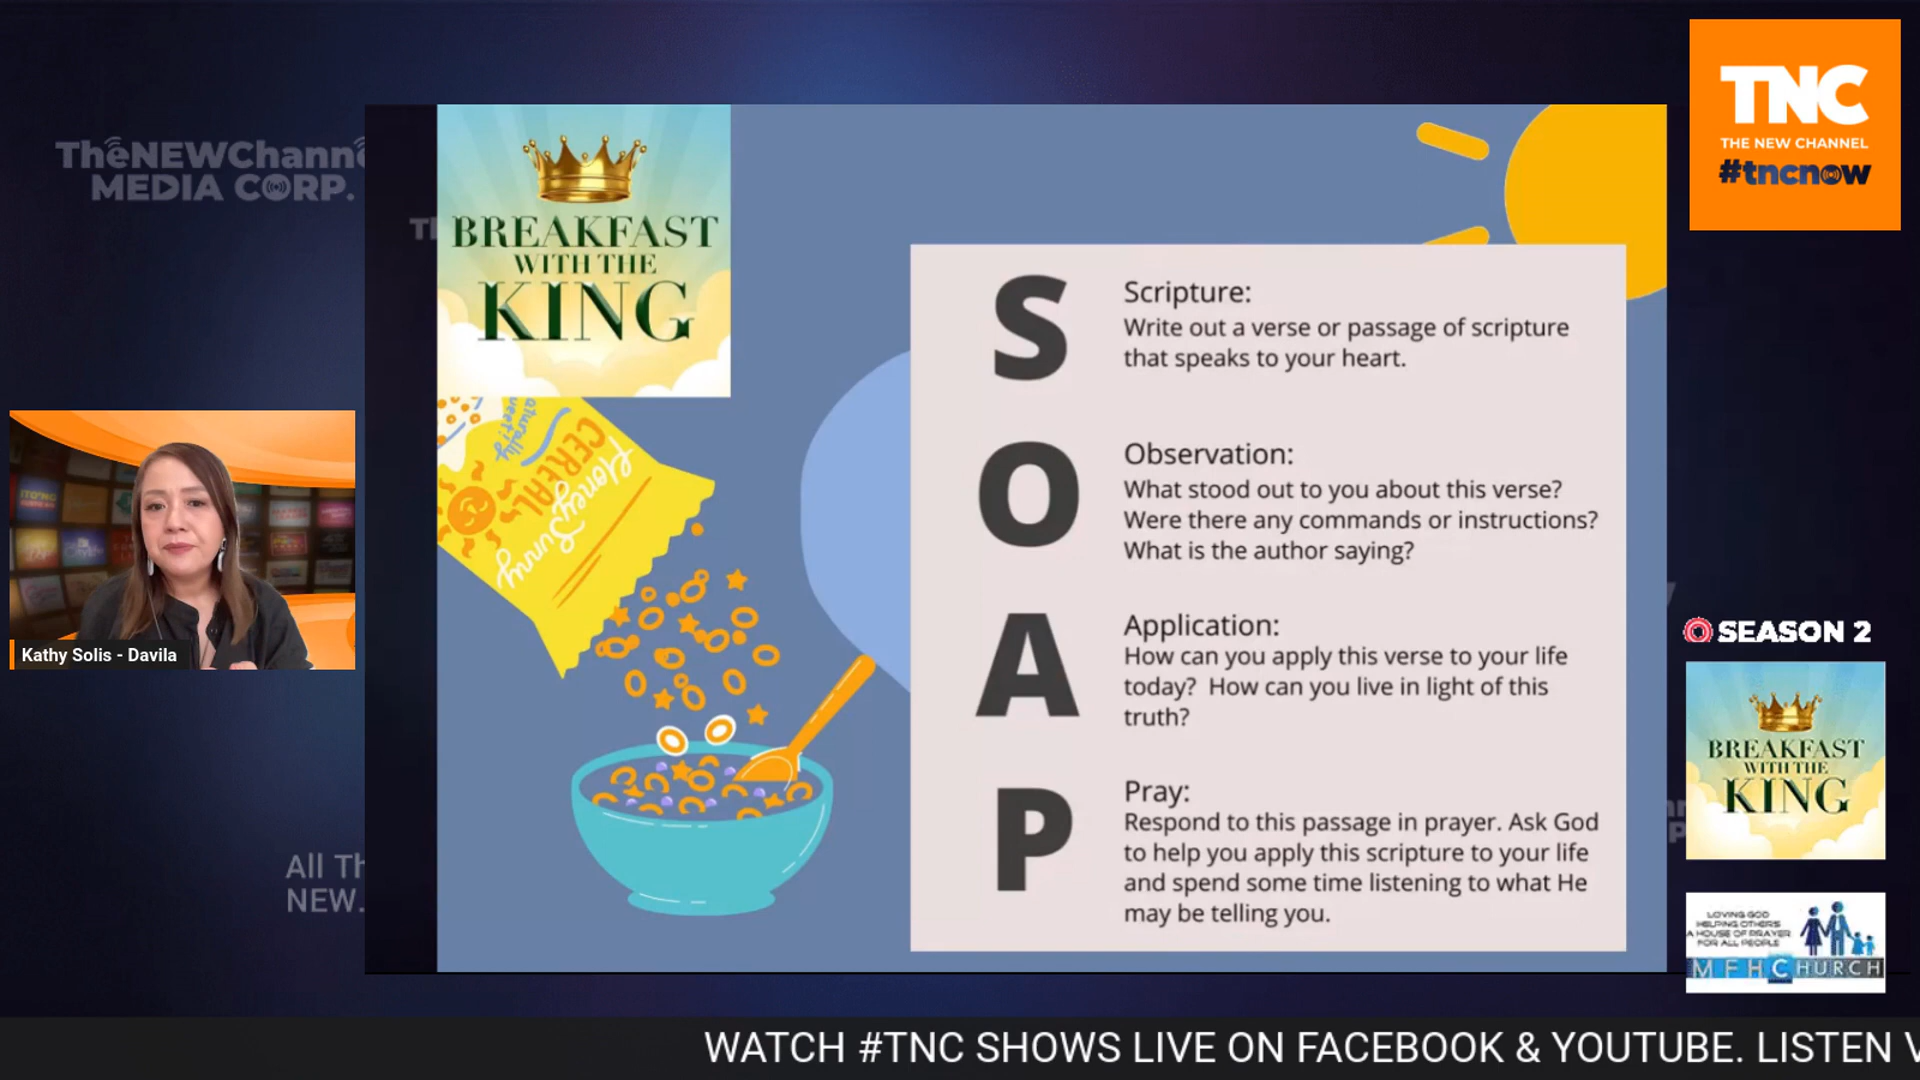 TheNEWChanne
MEDIA CORP.
TNC
THE NEW CHANNEL
#tncnow
BREAKFAST
WITH THE
KING
Naturally
Sweet!
Honey Sunny
CEREAL
S
Scripture:
Write out a verse or passage of scripture
that speaks to your heart.
O
Observation:
What stood out to you about this verse?
Were there any commands or instructions?
What is the author saying?
A
Application:
How can you apply this verse to your life
today?  How can you live in light of this
truth?
P
Pray:
Respond to this passage in prayer. Ask God
to help you apply this scripture to your life
and spend some time listening to what He
may be telling you.
Kathy Solis - Davila
SEASON 2
BREAKFAST
WITH THE
KING
LOVING GOD
HELPING OTHERS
A HOUSE OF PRAYER
FOR ALL PEOPLE
MFHCHURCH
All Th
NEW.
WATCH #TNC SHOWS LIVE ON FACEBOOK & YOUTUBE. LISTEN V